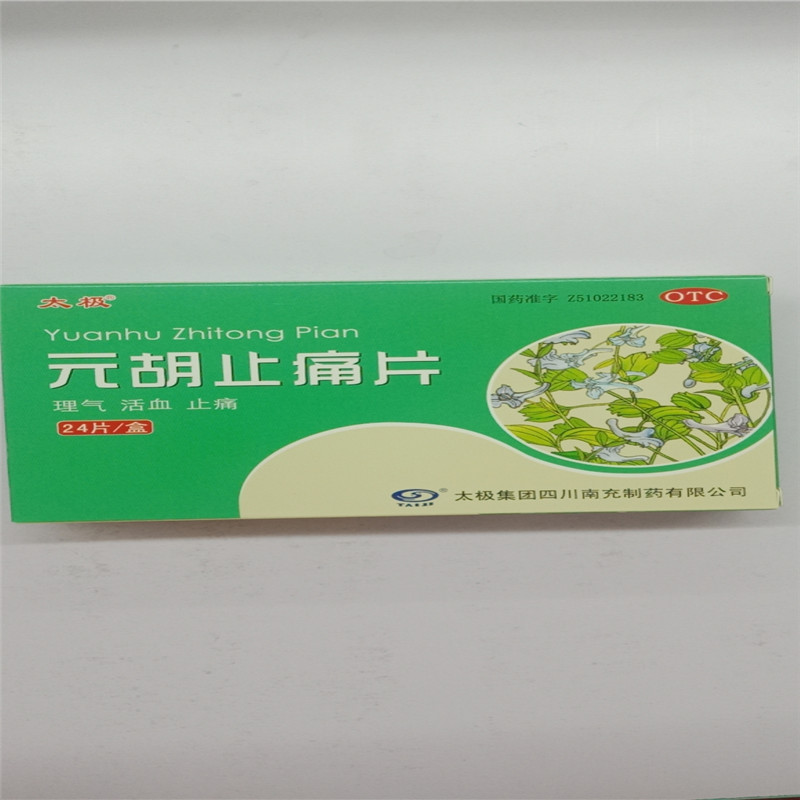 太极®
国药准字 Z51022183
OTC
Yuanhu Zhitong Pian
元胡止痛片
理气 活血 止痛
24片/盒
TAIJI® 太极集团四川南充制药有限公司